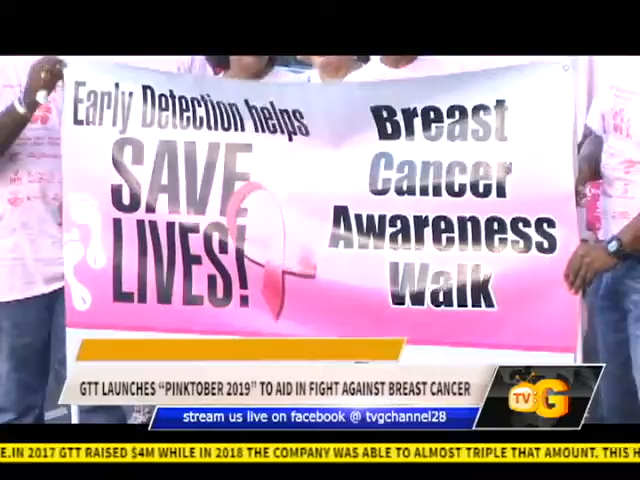 Early Detection helps
SAVE
LIVES!
Breast
Cancer
Awareness
Walk
GTT LAUNCHES “PINKTOBER 2019” TO AID IN FIGHT AGAINST BREAST CANCER
TVG
stream us live on facebook @ tvgchannel28
E.IN 2017 GTT RAISED $4M WHILE IN 2018 THE COMPANY WAS ABLE TO ALMOST TRIPLE THAT AMOUNT. THIS H